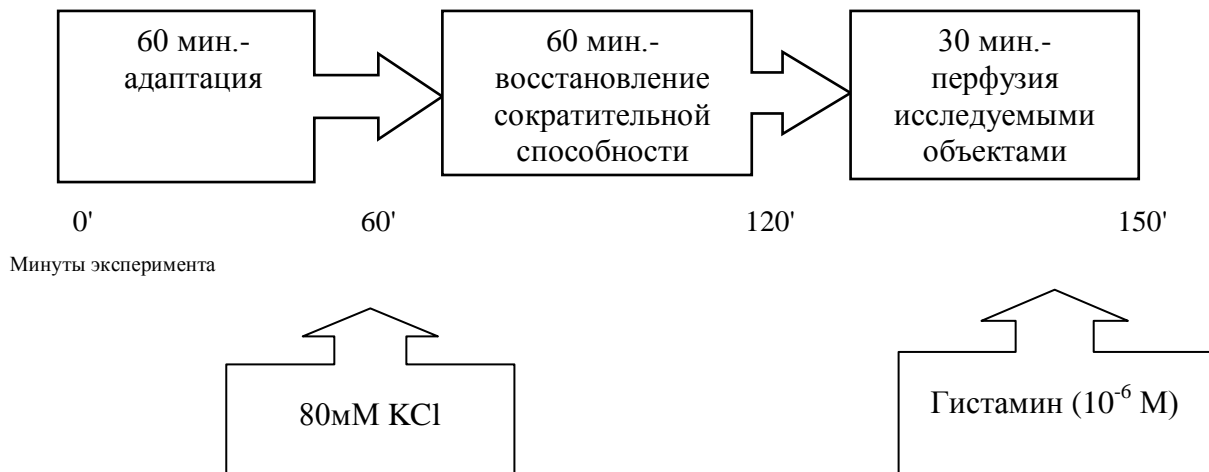 60 мин.-
адаптация
60 мин.-
восстановление
сократительной
способности
30 мин.-
перфузия
исследуемыми
объектами
0' 60' 120' 150'
Минуты эксперимента
80мМ KCl
Гистамин (10⁻⁶ М)